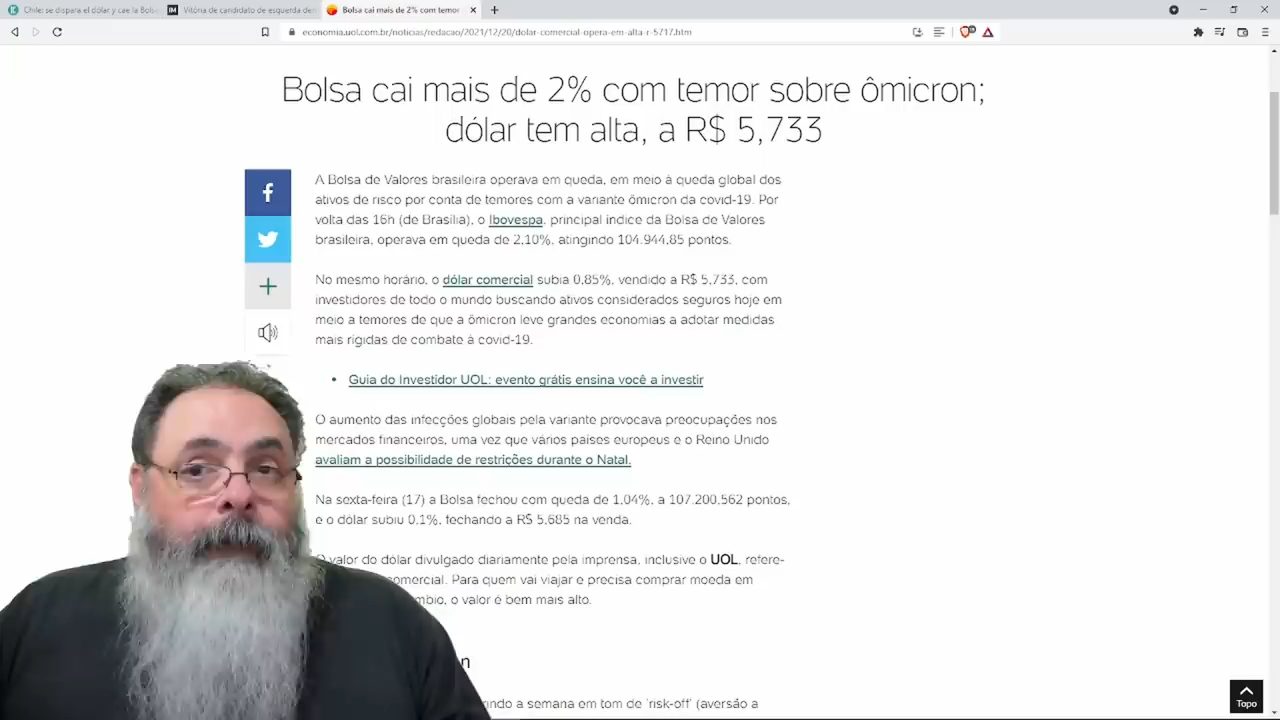 Chile: se dispara el dólar y cae la Bolsa
Vitória de candidato de esquerda de
Bolsa cai mais de 2% com temor
economia.uol.com.br/noticias/redacao/2021/12/20/dolar-comercial-opera-em-alta-r-5717.htm
Bolsa cai mais de 2% com temor sobre ômicron;
dólar tem alta, a R$ 5,733
A Bolsa de Valores brasileira operava em queda, em meio à queda global dos
ativos de risco por conta de temores com a variante ômicron da covid-19. Por
volta das 16h (de Brasília), o Ibovespa, principal índice da Bolsa de Valores
brasileira, operava em queda de 2,10%, atingindo 104.944,85 pontos.
No mesmo horário, o dólar comercial subia 0,85%, vendido a R$ 5,733, com
investidores de todo o mundo buscando ativos considerados seguros hoje em
meio a temores de que a ômicron leve grandes economias a adotar medidas
mais rígidas de combate à covid-19.
• Guia do Investidor UOL: evento grátis ensina você a investir
O aumento das infecções globais pela variante provocava preocupações nos
mercados financeiros, uma vez que vários países europeus e o Reino Unido
avaliam a possibilidade de restrições durante o Natal.
Na sexta-feira (17) a Bolsa fechou com queda de 1,04%, a 107.200,562 pontos,
e o dólar subiu 0,1%, fechando a R$ 5,685 na venda.
O valor do dólar divulgado diariamente pela imprensa, inclusive o UOL, refere-
omercial. Para quem vai viajar e precisa comprar moeda em
mbio, o valor é bem mais alto.
n
ndo a semana em tom de 'risk-off' (aversão a
Topo